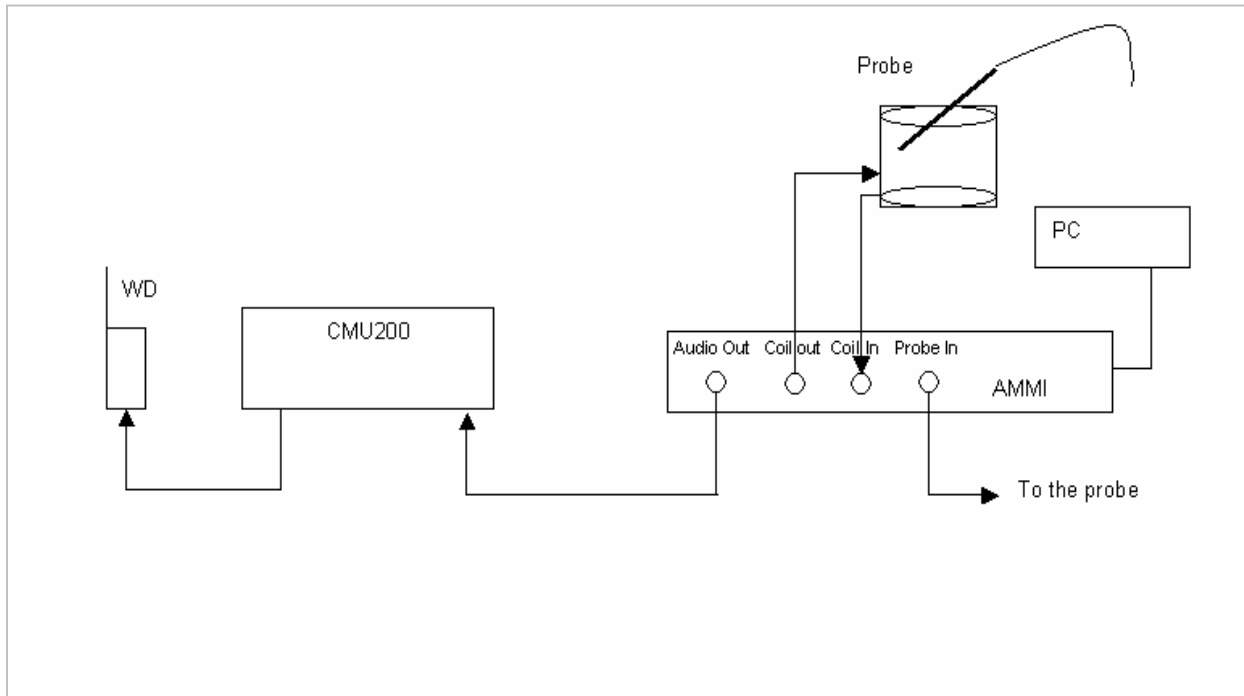 Probe
PC
WD
CMU200
Audio Out
Coil out
Coil In
Probe In
AMMI
To the probe